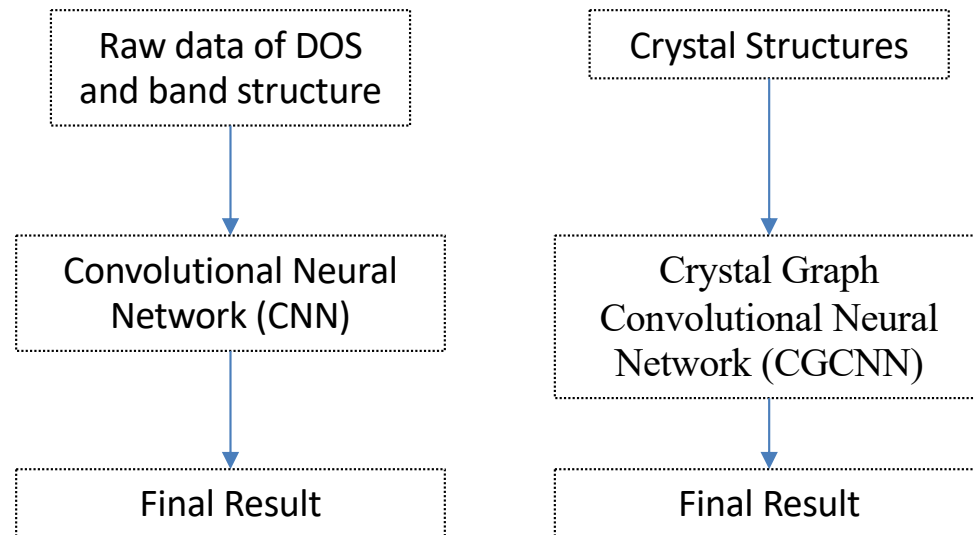 Raw data of DOS
and band structure
Convolutional Neural
Network (CNN)
Final Result
Crystal Structures
Crystal Graph
Convolutional Neural
Network (CGCNN)
Final Result